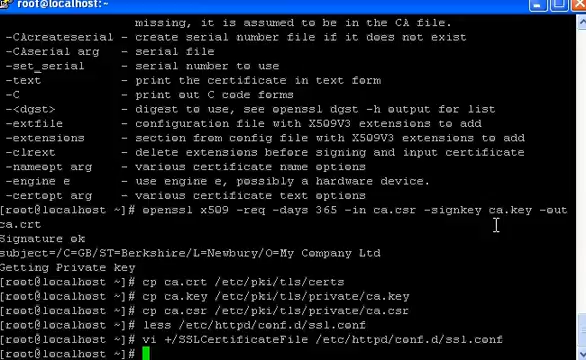 root@localhost:~
missing, it is assumed to be in the CA file.
-CAcreateserial - create serial number file if it does not exist
-CAserial arg - serial file
-set_serial - serial number to use
-text - print the certificate in text form
-C - print out C code forms
-<dgst> - digest to use, see openssl dgst -h output for list
-extfile - configuration file with X509V3 extensions to add
-extensions - section from config file with X509V3 extensions to add
-clrext - delete extensions before signing and input certificate
-nameopt arg - various certificate name options
-engine e - use engine e, possibly a hardware device.
-certopt arg - various certificate text options
[root@localhost ~]# openssl x509 -req -days 365 -in ca.csr -signkey ca.key -out
ca.crt
Signature ok
subject=/C=GB/ST=Berkshire/L=Newbury/O=My Company Ltd
Getting Private key
[root@localhost ~]# cp ca.crt /etc/pki/tls/certs
[root@localhost ~]# cp ca.key /etc/pki/tls/private/ca.key
[root@localhost ~]# cp ca.csr /etc/pki/tls/private/ca.csr
[root@localhost ~]# less /etc/httpd/conf.d/ssl.conf
[root@localhost ~]# vi +/SSLCertificateFile /etc/httpd/conf.d/ssl.conf
[root@localhost ~]#